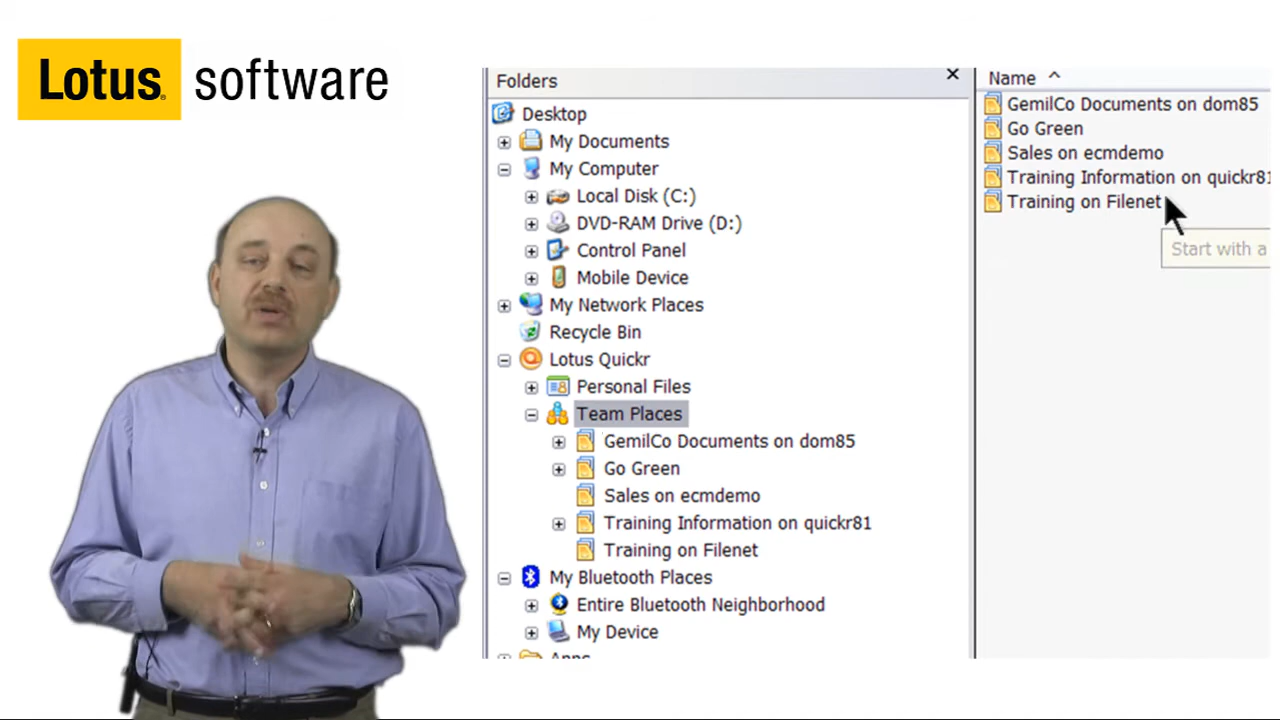 Lotus software
Folders
Desktop
My Documents
My Computer
Local Disk (C:)
DVD-RAM Drive (D:)
Control Panel
Mobile Device
My Network Places
Recycle Bin
Lotus Quickr
Personal Files
Team Places
GemilCo Documents on dom85
Go Green
Sales on ecmdemo
Training Information on quickr81
Training on Filenet
My Bluetooth Places
Entire Bluetooth Neighborhood
My Device
Name
GemilCo Documents on dom85
Go Green
Sales on ecmdemo
Training Information on quickr81
Training on Filenet
Start with a